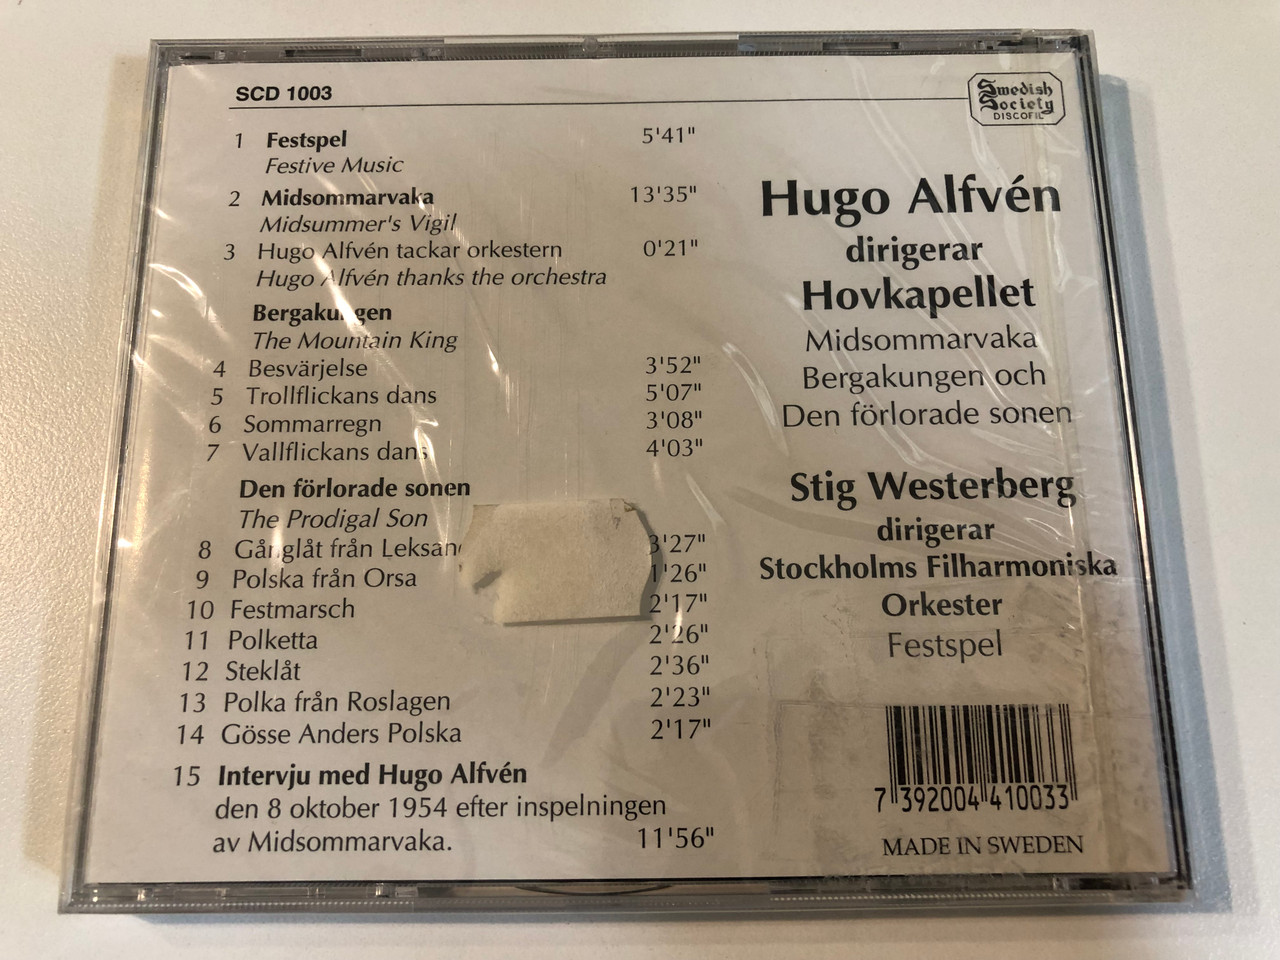 SCD 1003
Swedish
Society
DISCOFIL
1 Festspel 5'41"
Festive Music
2 Midsommarvaka 13'35"
Midsummer's Vigil
3 Hugo Alfvén tackar orkestern 0'21"
Hugo Alfvén thanks the orchestra
Bergakungen
The Mountain King
4 Besvärjelse 3'52"
5 Trollflickans dans 5'07"
6 Sommarregn 3'08"
7 Vallflickans dans 4'03"
Den förlorade sonen
The Prodigal Son
8 Gånglåt från 3'27"
9 Polska från Orsa 1'26"
10 Festmarsch 2'17"
11 Polketta 2'26"
12 Steklåt 2'36"
13 Polka från Roslagen 2'23"
14 Gösse Anders Polska 2'17"
15 Intervju med Hugo Alfvén
den 8 oktober 1954 efter inspelningen
av Midsommarvaka. 11'56"
Hugo Alfvén
dirigerar
Hovkapellet
Midsommarvaka
Bergakungen och
Den förlorade sonen
Stig Westerberg
dirigerar
Stockholms Filharmoniska
Orkester
Festspel
7 392004 410033
MADE IN SWEDEN